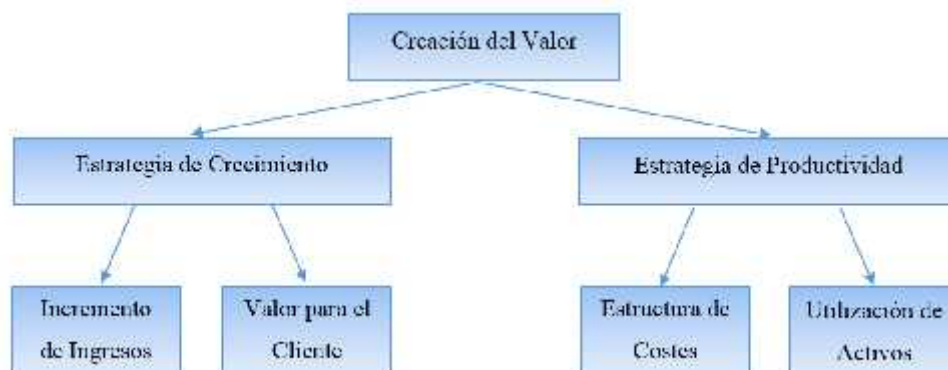 Creación del Valor
Estrategia de Crecimiento
Estrategia de Productividad
Incremento
de Ingresos
Valor para el
Cliente
Estructura de
Costes
Utilización de
Activos